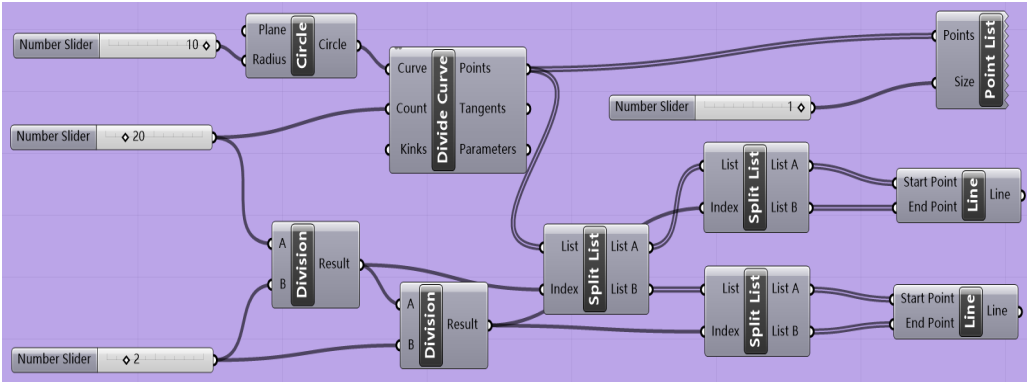 Number Slider 10
Plane
Radius
Circle
Circle
Curve
Count
Kinks
Divide Curve
Points
Tangents
Parameters
Points
Size
Point List
Number Slider 1
Number Slider 20
List
Index
Split List
List A
List B
Start Point
End Point
Line
Line
A
B
Division
Result
List
Index
Split List
List A
List B
A
B
Division
Result
List
Index
Split List
List A
List B
Start Point
End Point
Line
Line
Number Slider 2